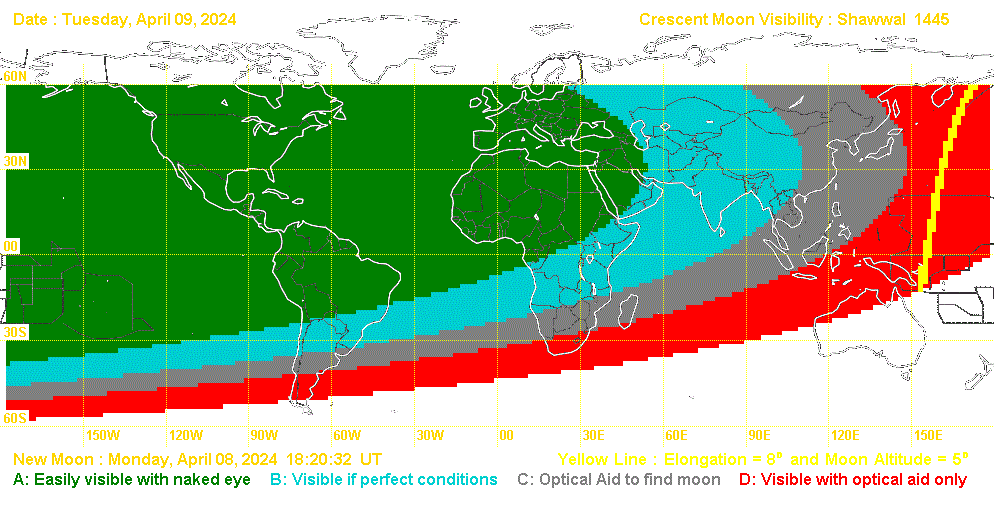 Date : Tuesday, April 09, 2024 Crescent Moon Visibility : Shawwal 1445
60N
30N
00
30S
60S
150W 120W 90W 60W 30W 00 30E 60E 90E 120E 150E
New Moon : Monday, April 08, 2024 18:20:32 UT Yellow Line : Elongation = 8° and Moon Altitude = 5°
A: Easily visible with naked eye B: Visible if perfect conditions C: Optical Aid to find moon D: Visible with optical aid only